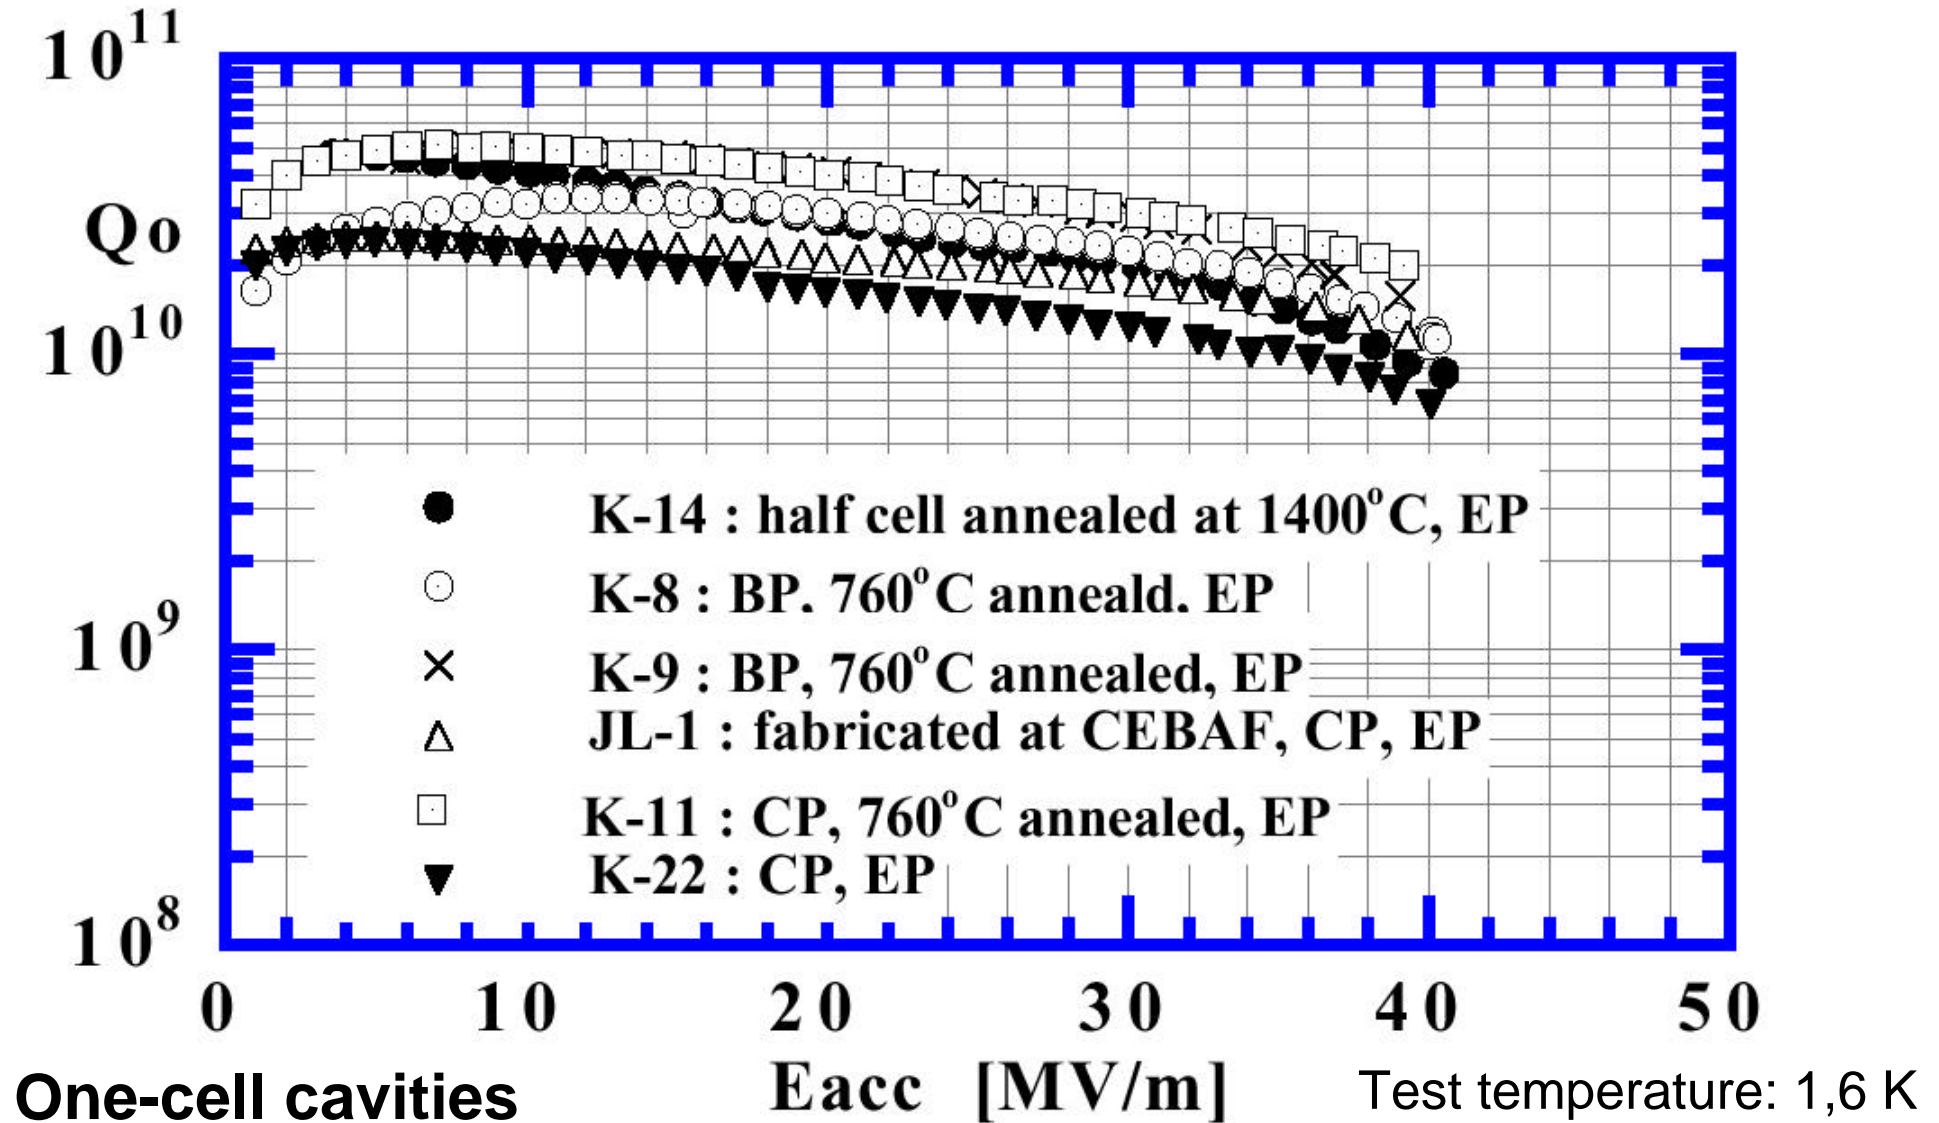 10^11
Qo
10^10
10^9
10^8
K-14 : half cell annealed at 1400°C, EP
K-8 : BP. 760°C anneald. EP
K-9 : BP, 760°C annealed, EP
JL-1 : fabricated at CEBAF, CP, EP
K-11 : CP, 760°C annealed, EP
K-22 : CP, EP
0 10 20 30 40 50
Eacc [MV/m]
One-cell cavities
Test temperature: 1,6 K